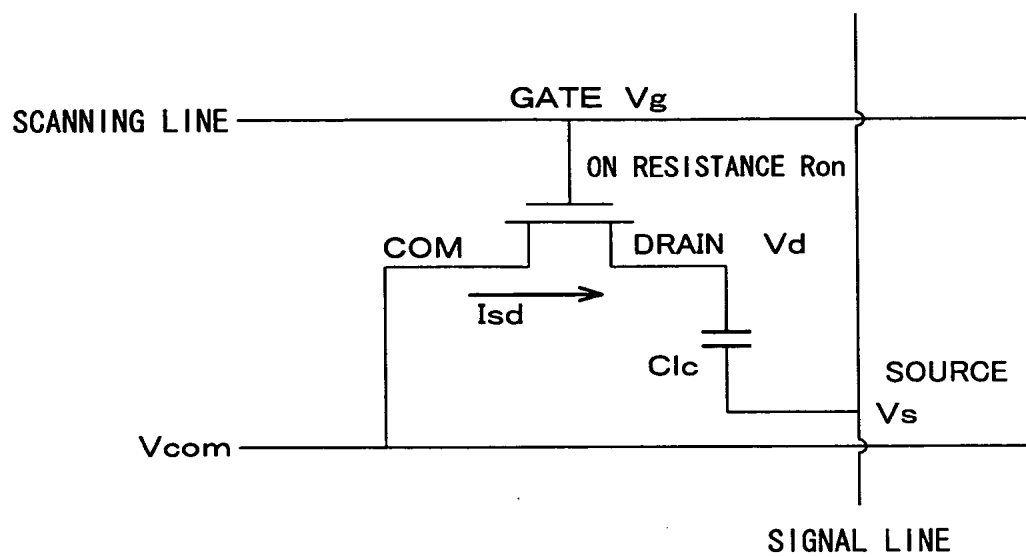 GATE Vg
SCANNING LINE
ON RESISTANCE Ron
COM
DRAIN Vd
Isd
Clc
SOURCE
Vs
Vcom
SIGNAL LINE